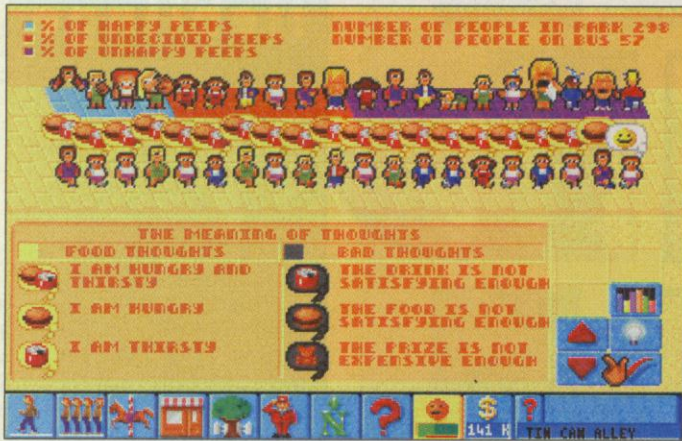 % OF HAPPY PEEPS
NUMBER OF PEOPLE IN PARK 298
% OF UNDECIDED PEEPS
NUMBER OF PEOPLE ON BUS 57
% OF UNHAPPY PEEPS
THE MEANING OF THOUGHTS
FOOD THOUGHTS
BAD THOUGHTS
I AM HUNGRY AND
THIRSTY
THE DRINK IS NOT
SATISFYING ENOUGH
I AM HUNGRY
THE FOOD IS NOT
SATISFYING ENOUGH
I AM THIRSTY
THE PRIZE IS NOT
EXPENSIVE ENOUGH
N
?
$
141 K
?
TIN CAN ALLEY